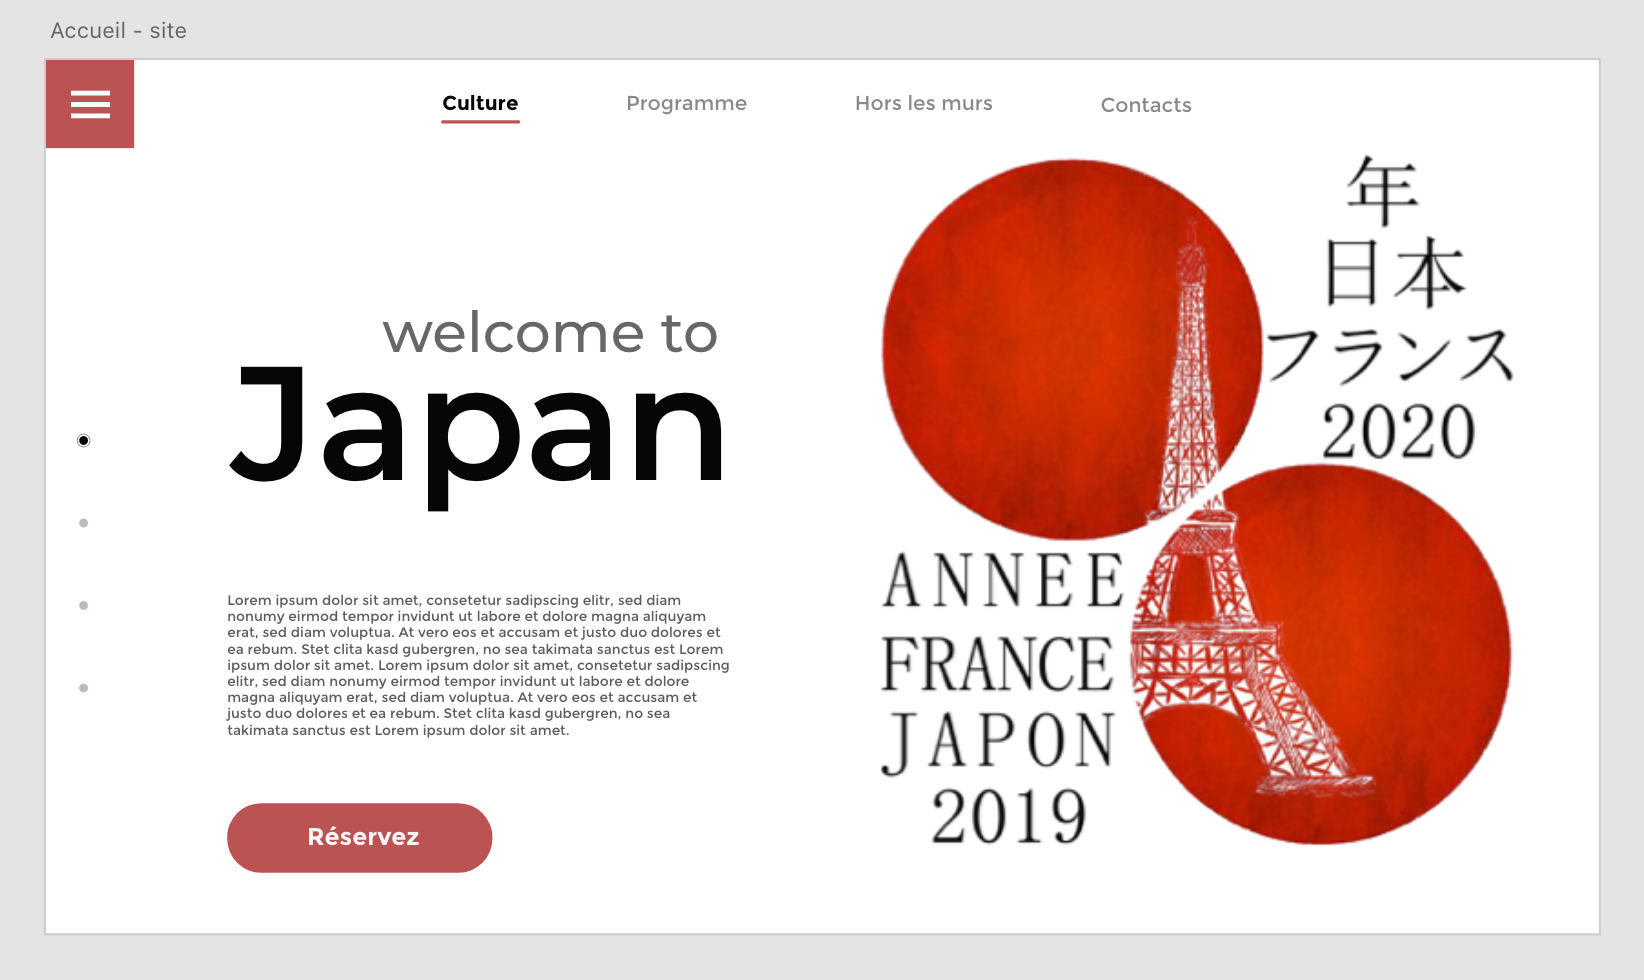 Accueil - site
Culture
Programme
Hors les murs
Contacts
welcome to
Japan
Lorem ipsum dolor sit amet, consetetur sadipscing elitr, sed diam
nonumy eirmod tempor invidunt ut labore et dolore magna aliquyam
erat, sed diam voluptua. At vero eos et accusam et justo duo dolores et
ea rebum. Stet clita kasd gubergren, no sea takimata sanctus est Lorem
ipsum dolor sit amet. Lorem ipsum dolor sit amet, consetetur sadipscing
elitr, sed diam nonumy eirmod tempor invidunt ut labore et dolore
magna aliquyam erat, sed diam voluptua. At vero eos et accusam et
justo duo dolores et ea rebum. Stet clita kasd gubergren, no sea
takimata sanctus est Lorem ipsum dolor sit amet.
Réservez
年
日本
フランス
2020
ANNEE
FRANCE
JAPON
2019